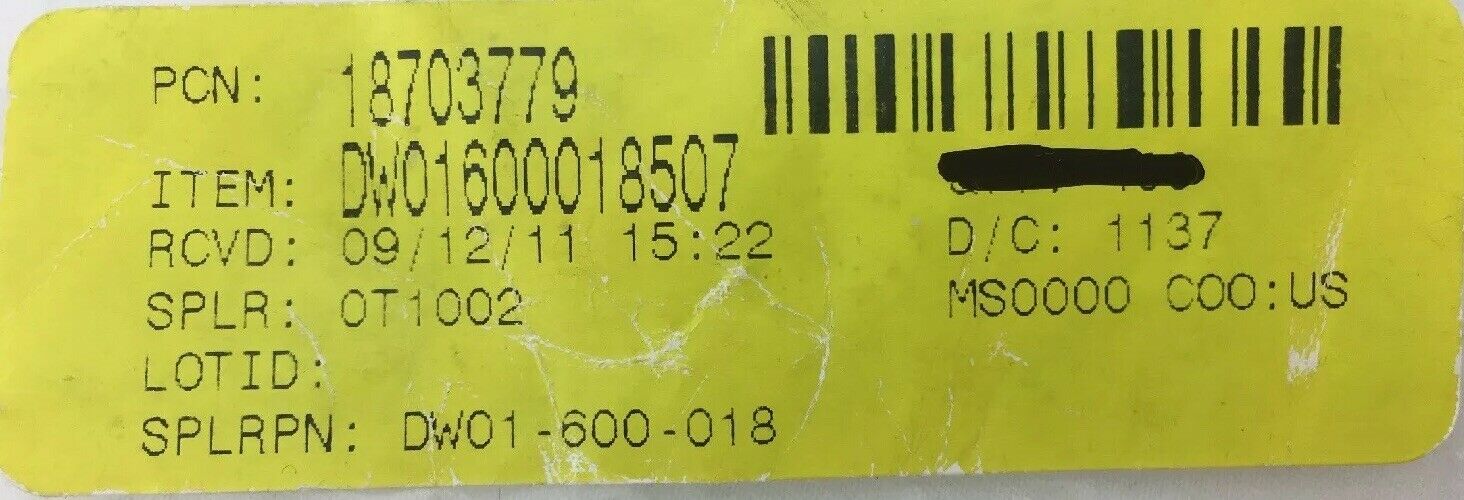 PCN: 18703779
ITEM: DW01600018507
RCVD: 09/12/11 15:22
D/C: 1137
SPLR: 0T1002
MS0000 COO:US
LOTID:
SPLRPN: DW01-600-018